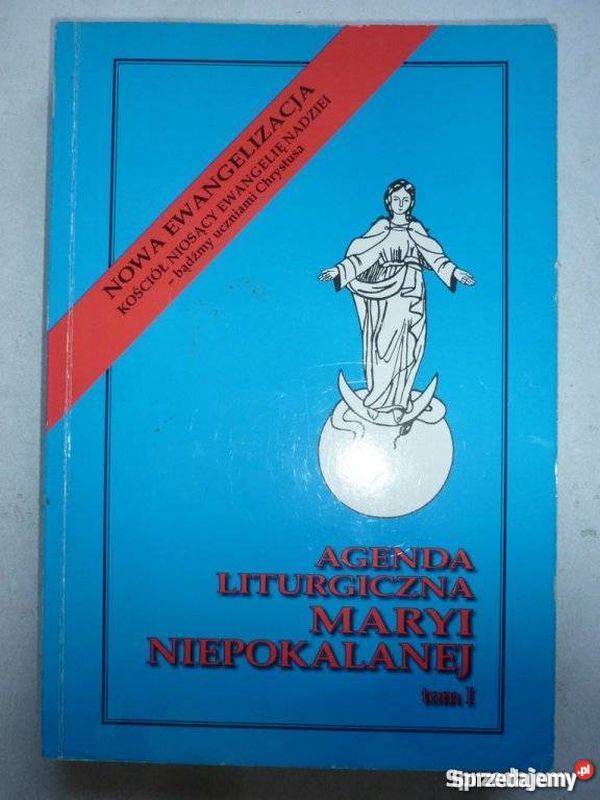 NOWA EWANGELIZACJA
KOŚCIÓŁ NIOSĄCY EWANGELIĘ NADZIEI
– bądźmy uczniami Chrystusa
AGENDA
LITURGICZNA
MARYI
NIEPOKALANEJ
tom I
Sprzedajemy.pl